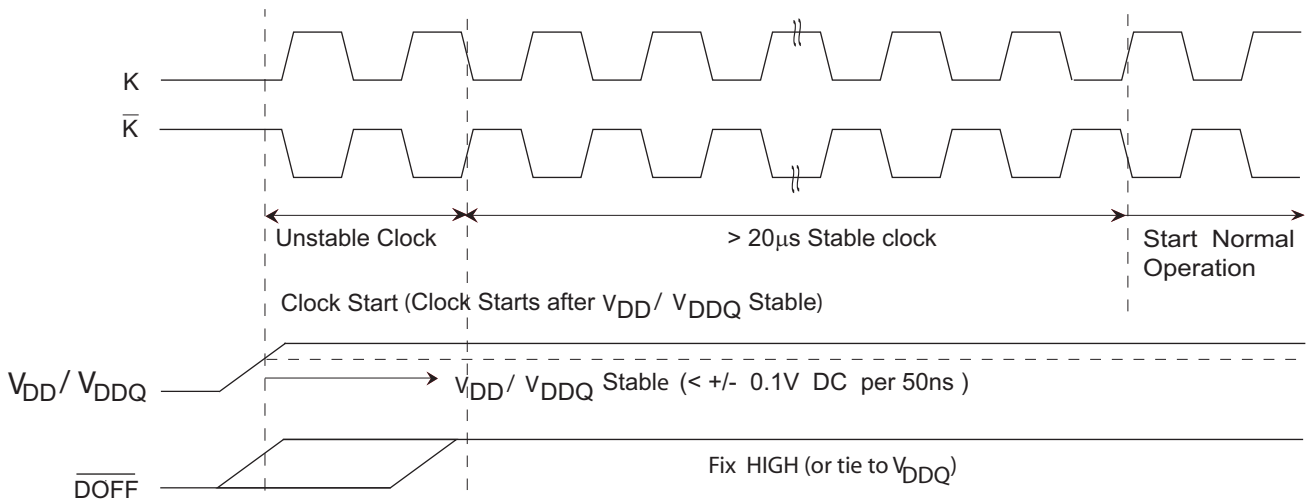 K
K̅
Unstable Clock
> 20μs Stable clock
Start Normal
Operation
Clock Start (Clock Starts after VDD / VDDQ Stable)
VDD / VDDQ
VDD / VDDQ Stable (< +/- 0.1V DC per 50ns )
Fix HIGH (or tie to VDDQ)
D̅O̅F̅F̅